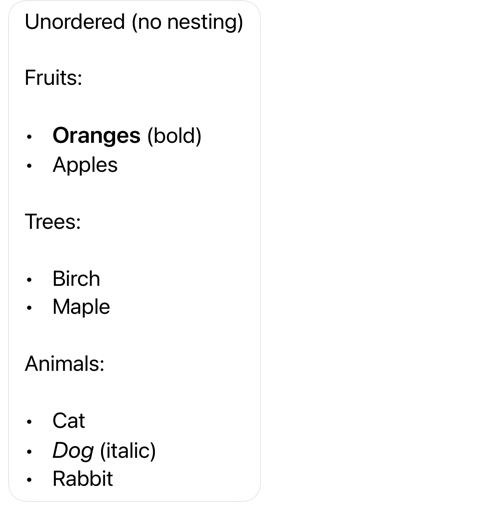 Unordered (no nesting)
Fruits:
• Oranges (bold)
• Apples
Trees:
• Birch
• Maple
Animals:
• Cat
• Dog (italic)
• Rabbit